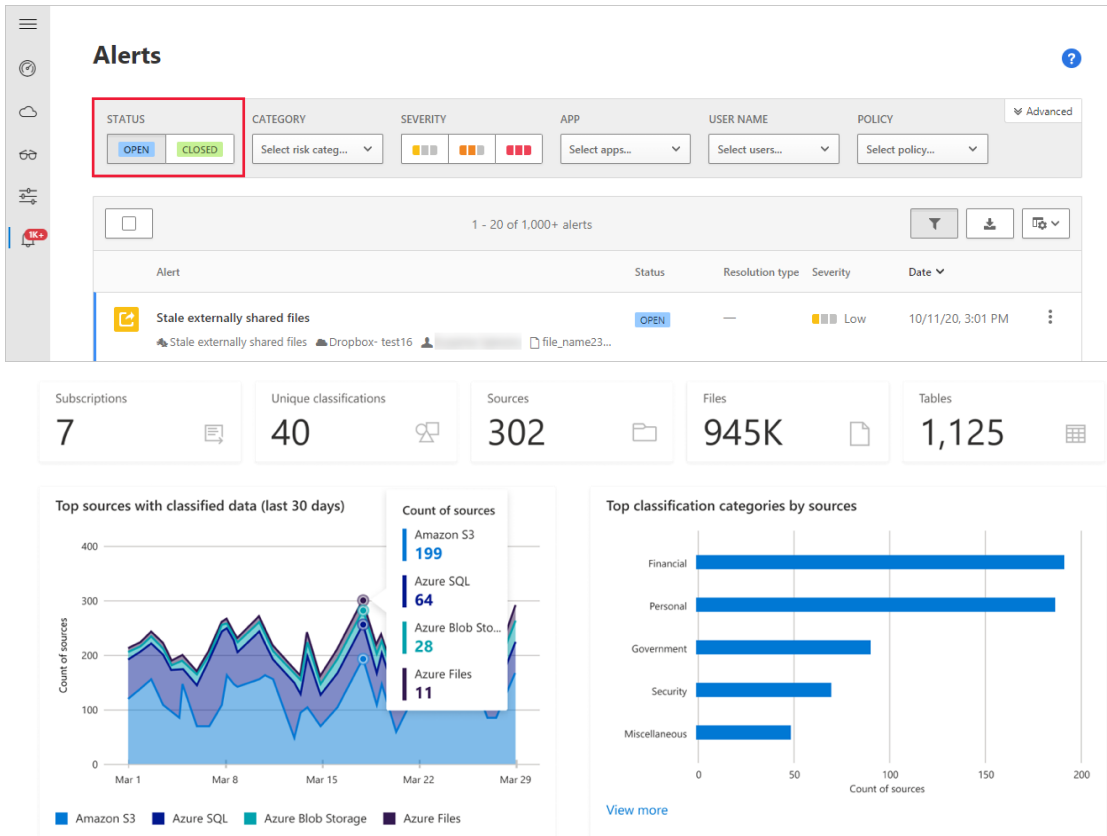 Alerts
?
Advanced
STATUS CATEGORY SEVERITY APP USER NAME POLICY
OPEN CLOSED Select risk categ... Select apps... Select users... Select policy...
1K+
1 - 20 of 1,000+ alerts
Alert Status Resolution type Severity Date
Stale externally shared files OPEN — Low 10/11/20, 3:01 PM
Stale externally shared files Dropbox- test16 file_name23...
Subscriptions Unique classifications Sources Files Tables
7 40 302 945K 1,125
Top sources with classified data (last 30 days)
Count of sources
Amazon S3
199
Azure SQL
64
Azure Blob Sto...
28
Azure Files
11
400
300
200
100
0
Count of sources
Mar 1 Mar 8 Mar 15 Mar 22 Mar 29
Amazon S3 Azure SQL Azure Blob Storage Azure Files
Top classification categories by sources
Financial
Personal
Government
Security
Miscellaneous
0 50 100 150 200
Count of sources
View more